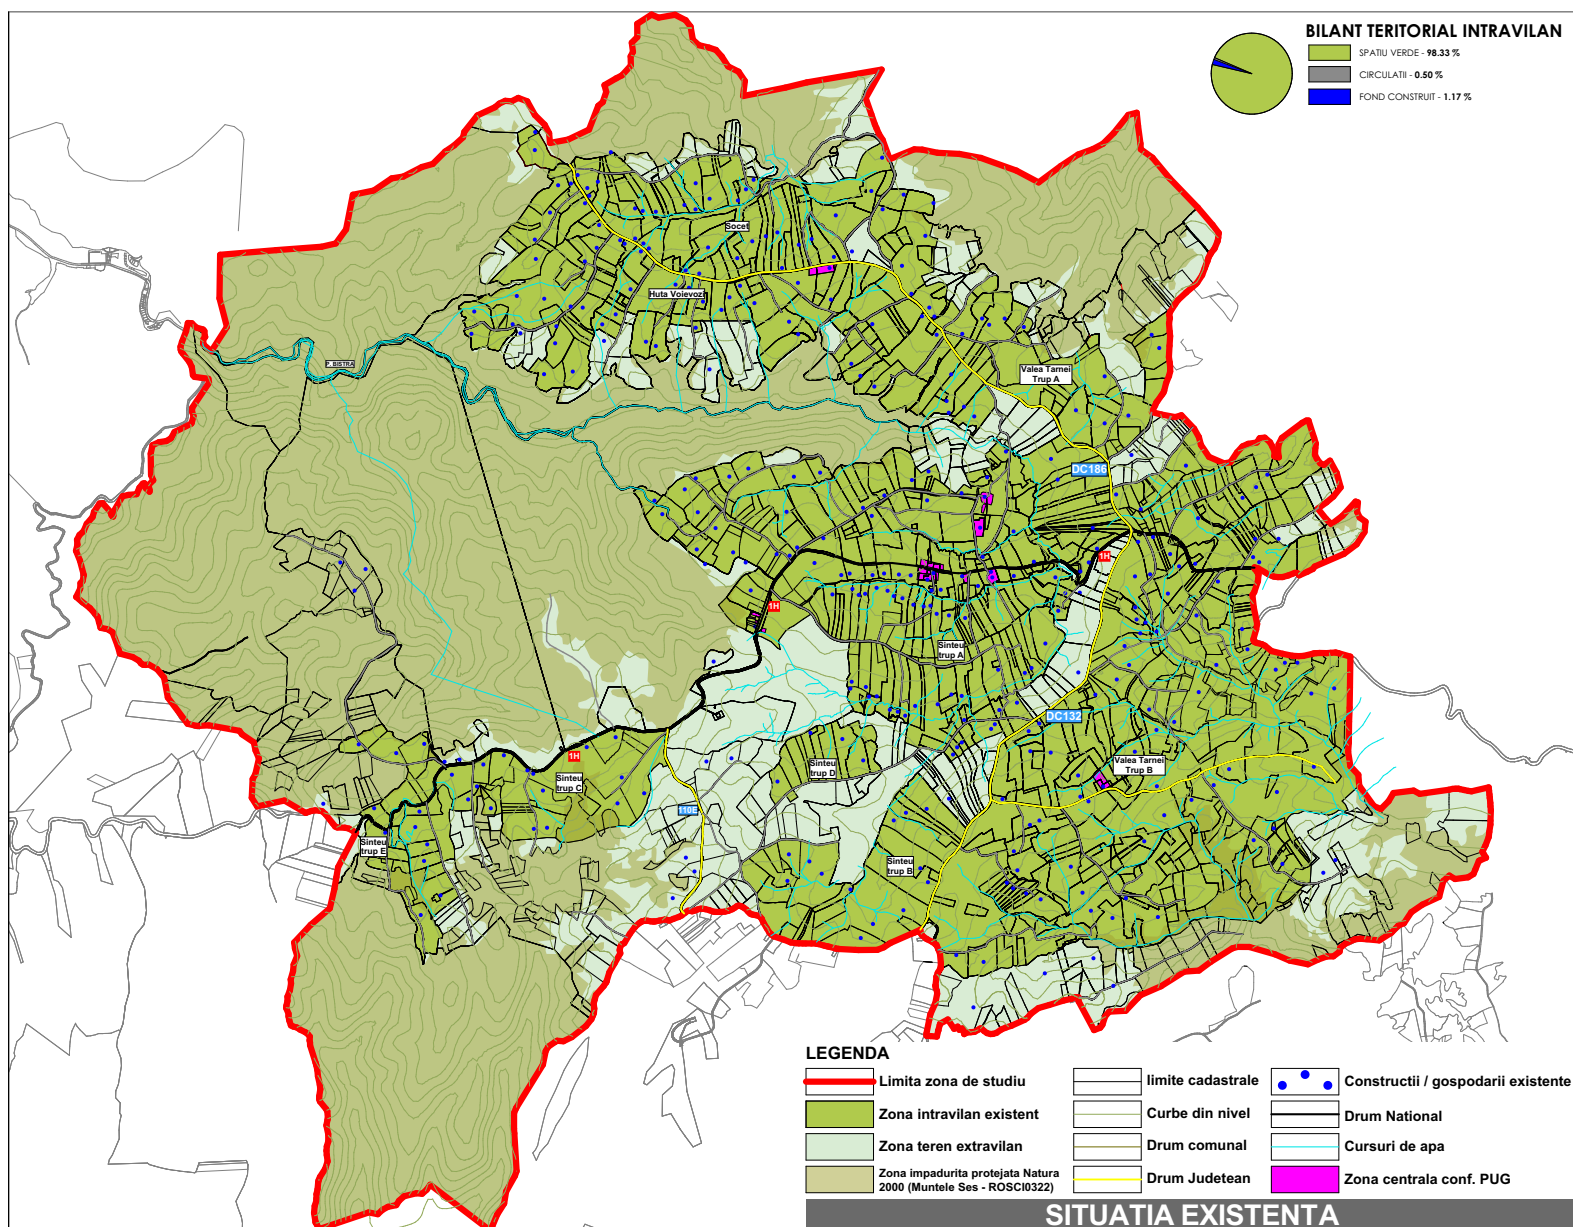 BILANT TERITORIAL INTRAVILAN
SPATIU VERDE - 98.33 %
CIRCULATII - 0.50 %
FOND CONSTRUIT - 1.17 %
Socet
Huta Voievozi
P. BISTRA
Valea Tarnei
Trup A
DC186
1H
1H
Sinteu
trup A
DC132
1H
Sinteu
trup D
Valea Tarnei
Trup B
Sinteu
trup C
110E
Sinteu
trup E
Sinteu
trup B
LEGENDA
Limita zona de studiu
Zona intravilan existent
Zona teren extravilan
Zona impadurita protejata Natura
2000 (Muntele Ses - ROSCI0322)
limite cadastrale
Curbe din nivel
Drum comunal
Drum Judetean
Constructii / gospodarii existente
Drum National
Cursuri de apa
Zona centrala conf. PUG
SITUATIA EXISTENTA